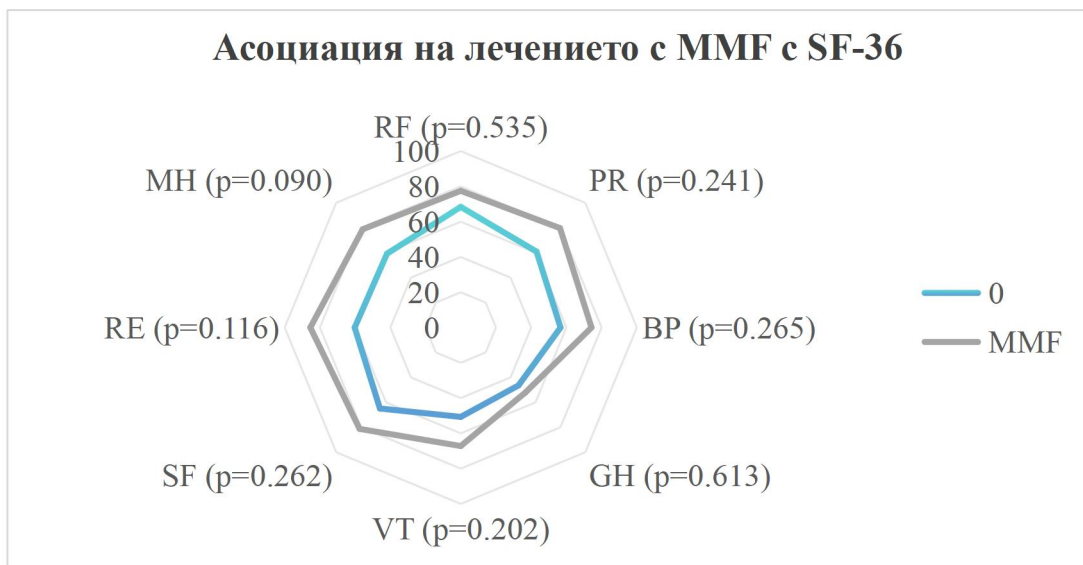 Асоциация на лечението с MMF с SF-36
RF (p=0.535)
100
MH (p=0.090)
PR (p=0.241)
80
60
40
20
0
RE (p=0.116)
BP (p=0.265)
0
MMF
SF (p=0.262)
GH (p=0.613)
VT (p=0.202)